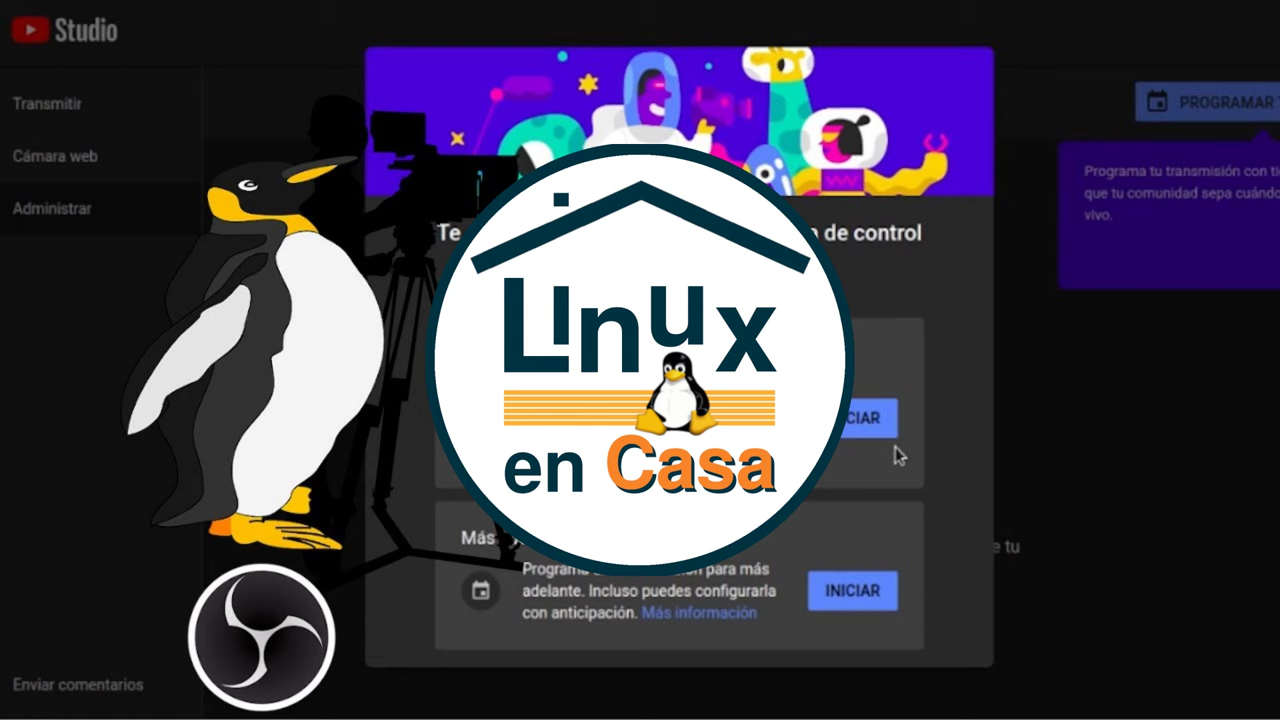 Studio
Transmitir
Cámara web
Administrar
Enviar comentarios
PROGRAMAR
Programa tu transmisión con
que tu comunidad sepa cuándo
vivo.
Te de control
Linux
en Casa
CIAR
Más
Programa para más
adelante. Incluso puedes configurarla
con anticipación. Más información
INICIAR
e tu